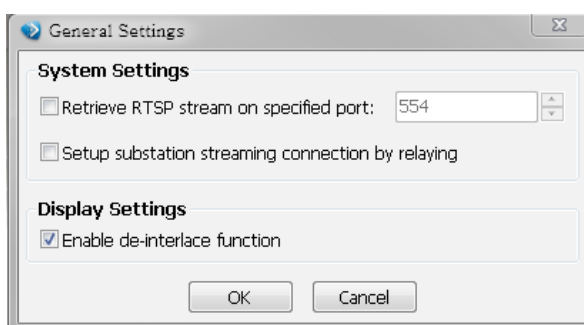 General Settings
System Settings
Retrieve RTSP stream on specified port: 554
Setup substation streaming connection by relaying
Display Settings
Enable de-interlace function
OK Cancel